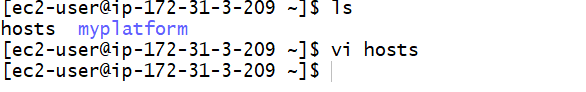 [ec2-user@ip-172-31-3-209 ~]$ ls
hosts  myplatform
[ec2-user@ip-172-31-3-209 ~]$ vi hosts
[ec2-user@ip-172-31-3-209 ~]$